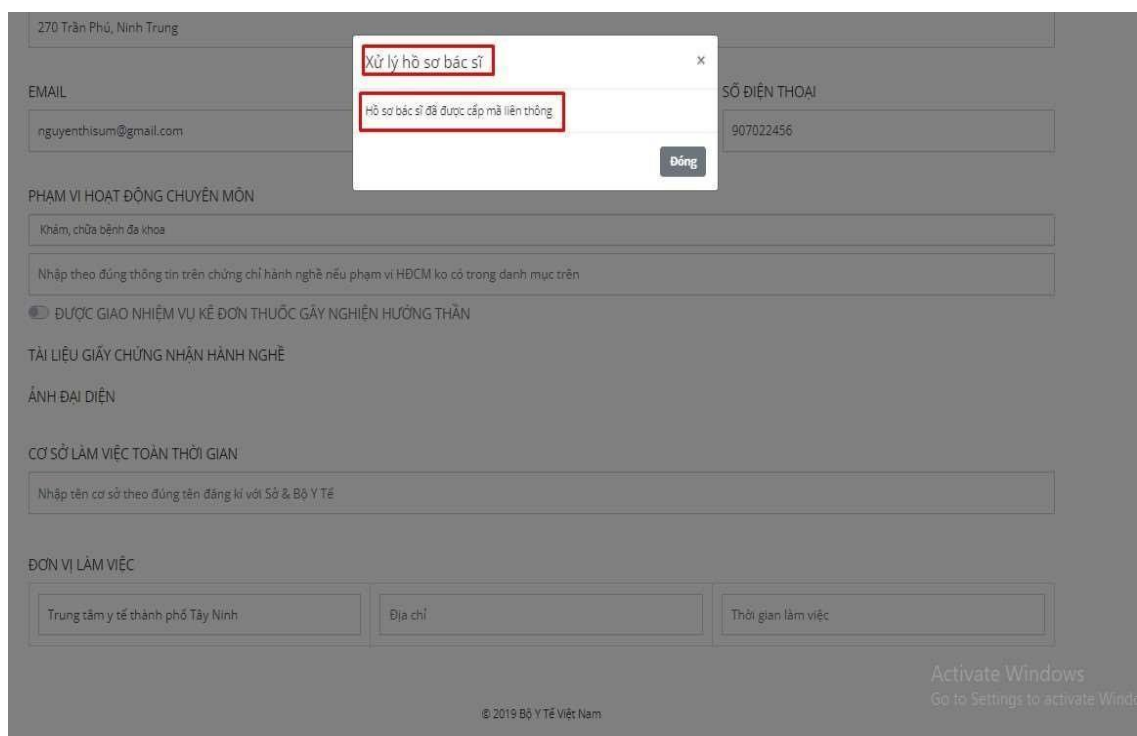 270 Trần Phú, Ninh Trung
Xử lý hồ sơ bác sĩ
×
Hồ sơ bác sĩ đã được cấp mã liên thông
Đóng
EMAIL
SỐ ĐIỆN THOẠI
nguyenthisum@gmail.com
907022456
PHẠM VI HOẠT ĐỘNG CHUYÊN MÔN
Khám, chữa bệnh đa khoa
Nhập theo đúng thông tin trên chứng chỉ hành nghề nếu phạm vi HĐCM ko có trong danh mục trên
ĐƯỢC GIAO NHIỆM VỤ KÊ ĐƠN THUỐC GÂY NGHIỆN HƯỚNG THẦN
TÀI LIỆU GIẤY CHỨNG NHẬN HÀNH NGHỀ
ẢNH ĐẠI DIỆN
CƠ SỞ LÀM VIỆC TOÀN THỜI GIAN
Nhập tên cơ sở theo đúng tên đăng kí với Sở & Bộ Y Tế
ĐƠN VỊ LÀM VIỆC
Trung tâm y tế thành phố Tây Ninh
Địa chỉ
Thời gian làm việc
Activate Windows
Go to Settings to activate Windo
© 2019 Bộ Y Tế Việt Nam